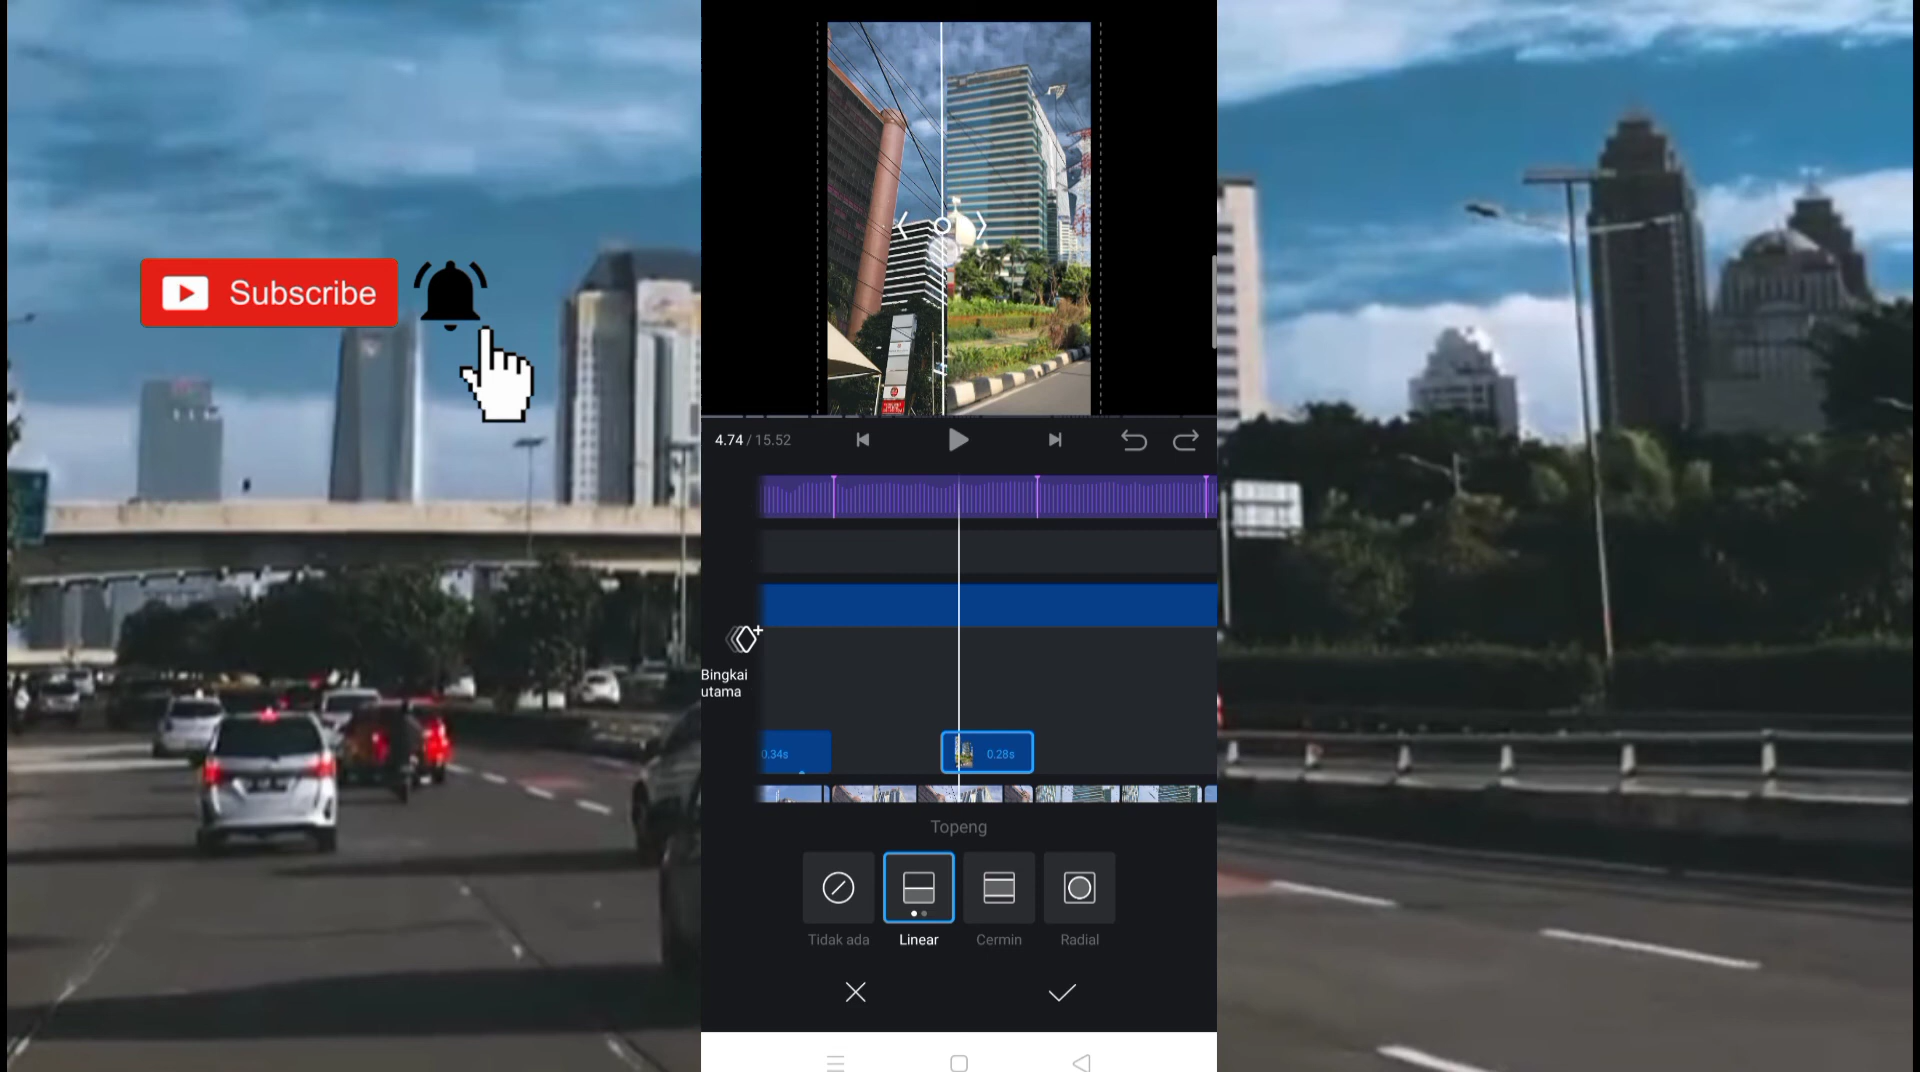 Subscribe
4.74 / 15.52
Bingkai
utama
0.34s
0.28s
Topeng
Tidak ada
Linear
Cermin
Radial